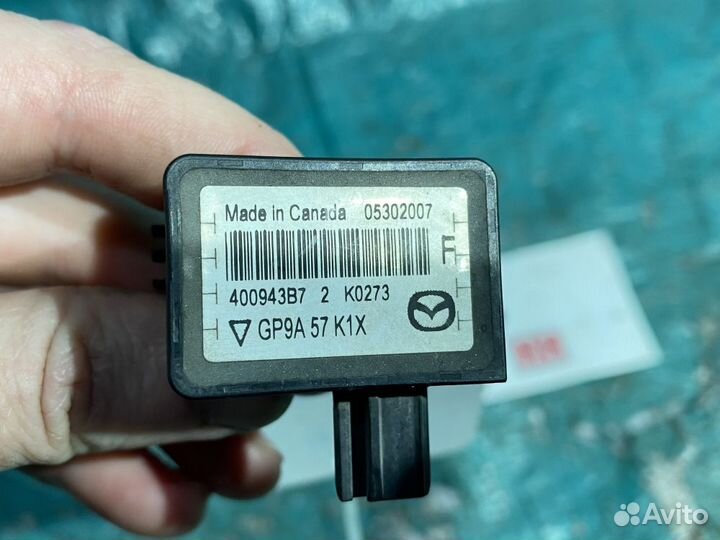 Made in Canada 05302007
F
400943B7 2 K0273
GP9A 57 K1X
Avito